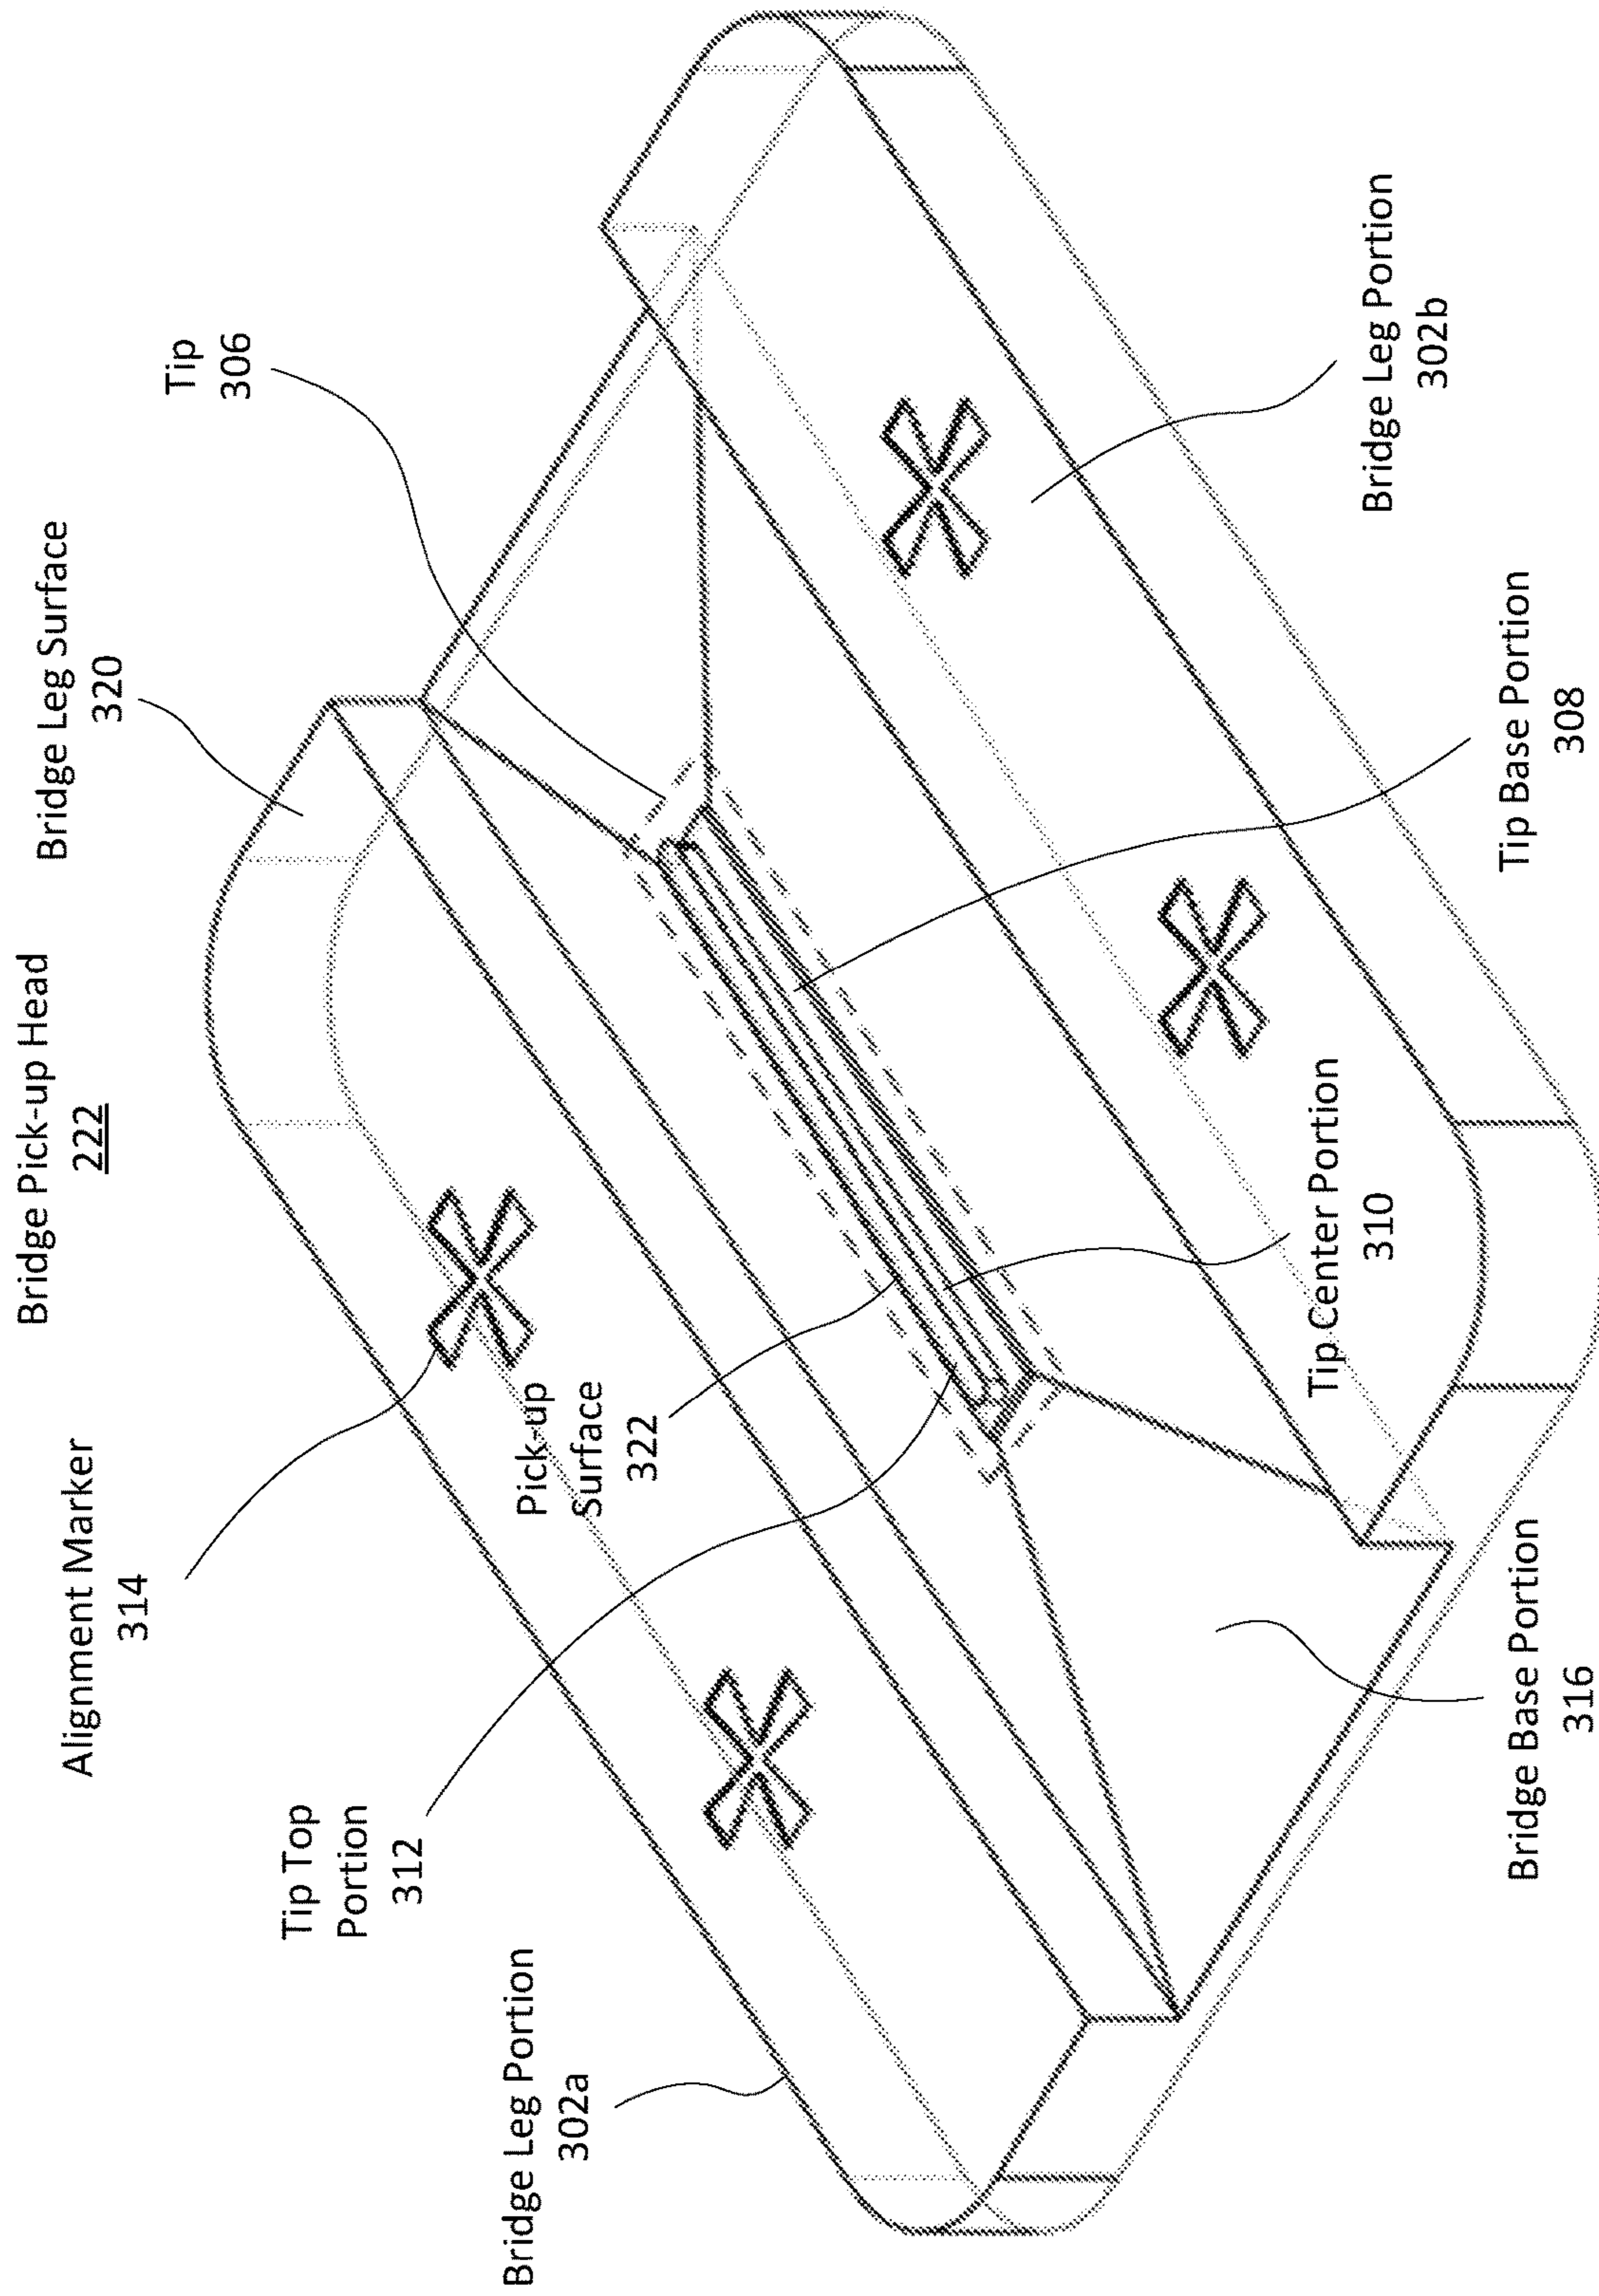 Bridge Pick-up Head
222
Bridge Leg Surface
320
Tip
306
Alignment Marker
314
Tip Top
Portion
312
Pick-up
Surface
322
Bridge Leg Portion
302a
Bridge Leg Portion
302b
Tip Center Portion
310
Tip Base Portion
308
Bridge Base Portion
316